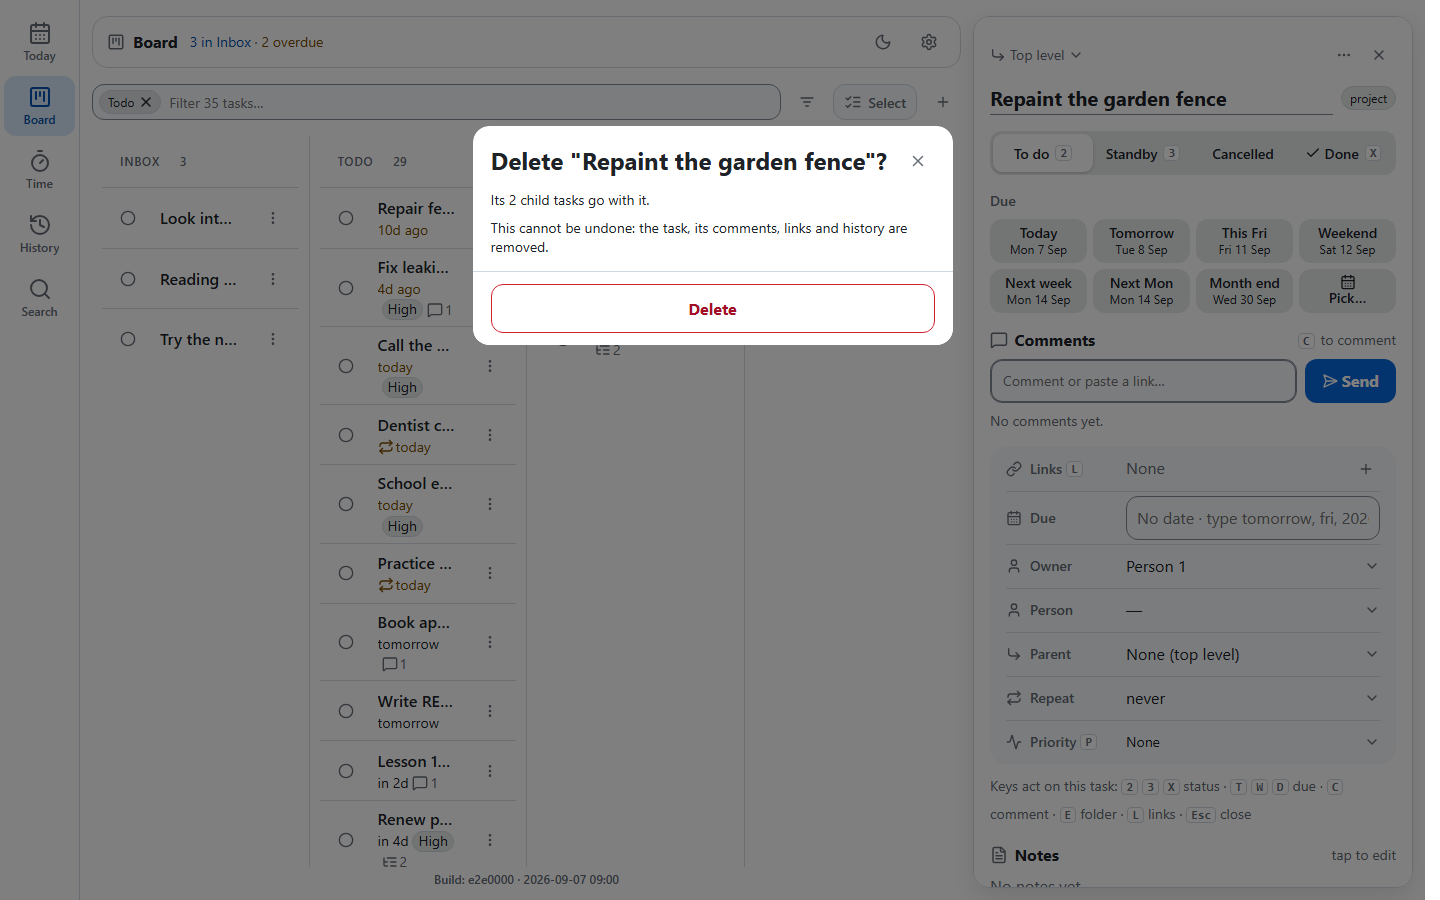 Today
Board
Time
History
Search
Board
3 in Inbox · 2 overdue
Todo
Filter 35 tasks...
Select
INBOX 3
Look int...
Reading ...
Try the n...
TODO 29
Repair fe...
10d ago
Fix leaki...
4d ago
High 1
Call the ...
today
High
Dentist c...
today
School e...
today
High
Practice ...
today
Book ap...
tomorrow
1
Write RE...
tomorrow
Lesson 1...
in 2d 1
Renew p...
in 4d High
2
2
Build: e2e0000 · 2026-09-07 09:00
Delete "Repaint the garden fence"?
Its 2 child tasks go with it.
This cannot be undone: the task, its comments, links and history are
removed.
Delete
Top level
Repaint the garden fence
project
To do 2
Standby 3
Cancelled
Done X
Due
Today
Mon 7 Sep
Tomorrow
Tue 8 Sep
This Fri
Fri 11 Sep
Weekend
Sat 12 Sep
Next week
Mon 14 Sep
Next Mon
Mon 14 Sep
Month end
Wed 30 Sep
Pick...
Comments
C to comment
Comment or paste a link...
Send
No comments yet.
Links L None
Due No date · type tomorrow, fri, 202
Owner Person 1
Person —
Parent None (top level)
Repeat never
Priority P None
Keys act on this task: 2 3 X status · T W D due · C
comment · E folder · L links · Esc close
Notes
tap to edit
No notes yet